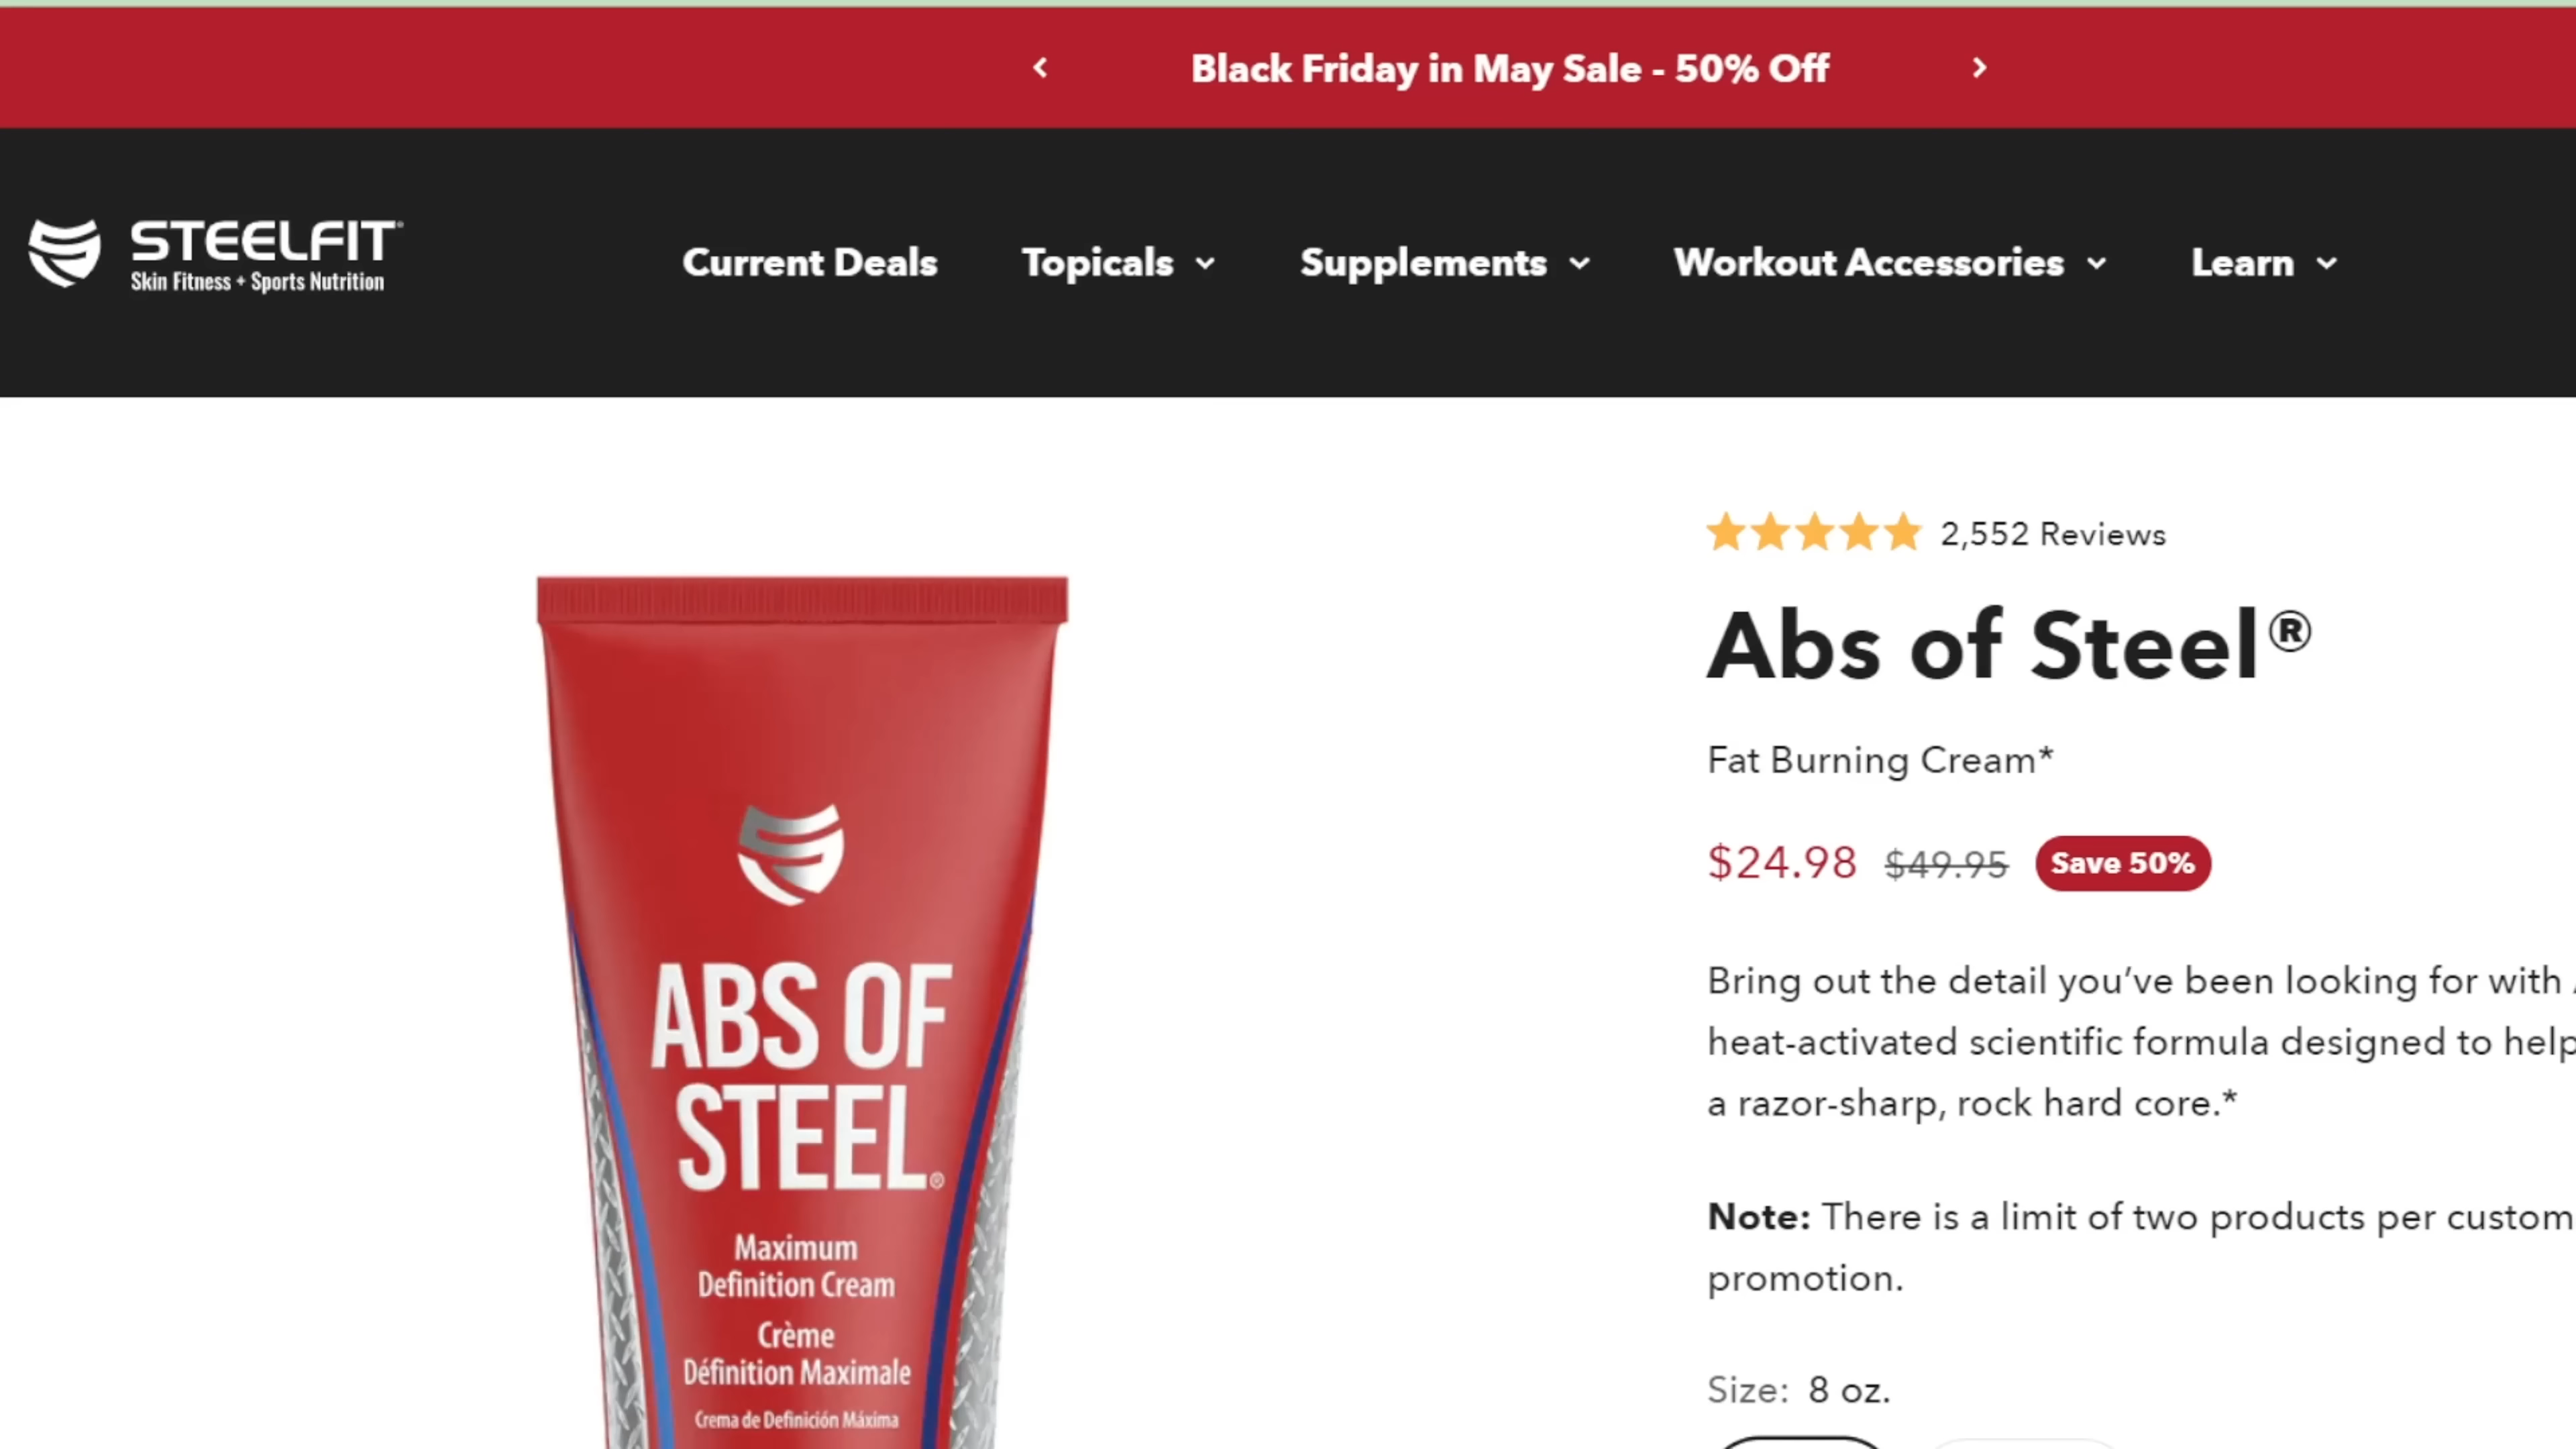 Black Friday in May Sale - 50% Off
STEELFIT®
Skin Fitness + Sports Nutrition
Current Deals
Topicals
Supplements
Workout Accessories
Learn
2,552 Reviews
Abs of Steel®
Fat Burning Cream*
$24.98 $49.95 Save 50%
Bring out the detail you’ve been looking for with
heat-activated scientific formula designed to help
a razor-sharp, rock hard core.*
Note: There is a limit of two products per custom
promotion.
Size: 8 oz.
ABS OF
STEEL®
Maximum
Definition Cream
Crème
Définition Maximale
Crema de Definición Máxima